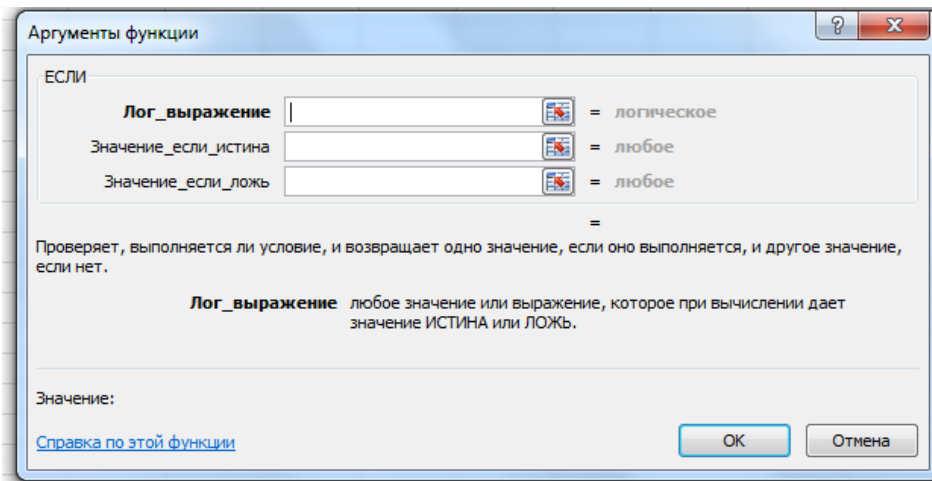 Аргументы функции
ЕСЛИ
Лог_выражение = логическое
Значение_если_истина = любое
Значение_если_ложь = любое
=
Проверяет, выполняется ли условие, и возвращает одно значение, если оно выполняется, и другое значение,
если нет.
Лог_выражение любое значение или выражение, которое при вычислении дает
значение ИСТИНА или ЛОЖЬ.
Значение:
Справка по этой функции
ОК
Отмена